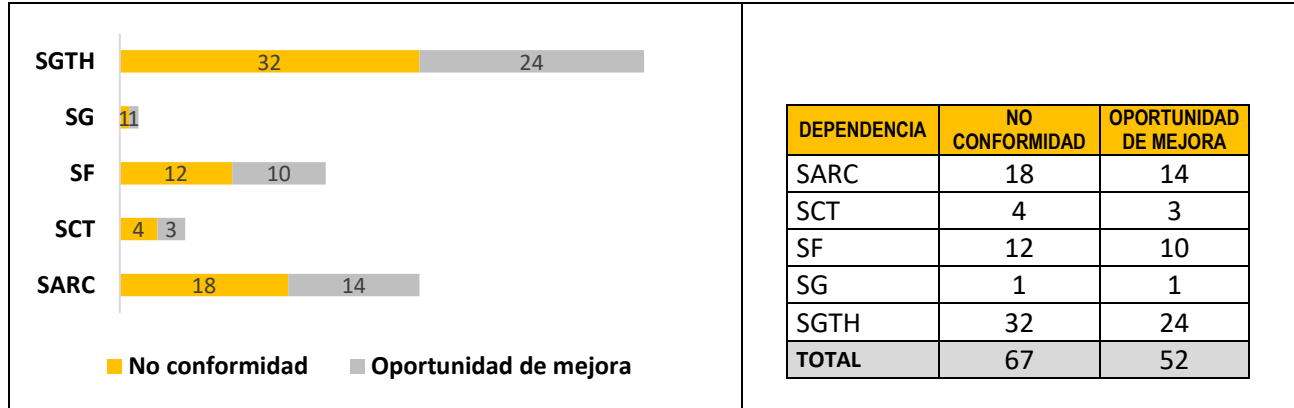 SGTH 32 24
SG 1 1
SF 12 10
SCT 4 3
SARC 18 14
No conformidad Oportunidad de mejora
DEPENDENCIA NO CONFORMIDAD OPORTUNIDAD DE MEJORA
SARC 18 14
SCT 4 3
SF 12 10
SG 1 1
SGTH 32 24
TOTAL 67 52